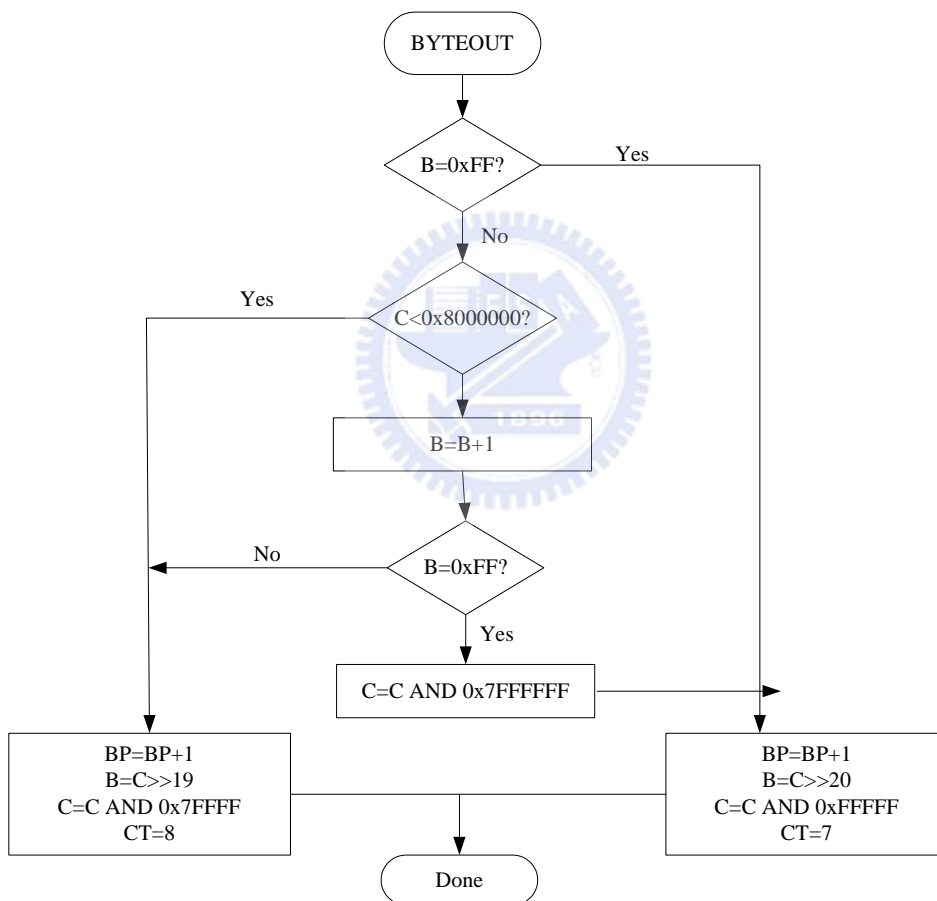 BYTEOUT
B=0xFF?
Yes
No
Yes
C<0x8000000?
1896
B=B+1
No
B=0xFF?
Yes
C=C AND 0x7FFFFFF
BP=BP+1
B=C>>19
C=C AND 0x7FFFF
CT=8
BP=BP+1
B=C>>20
C=C AND 0xFFFFF
CT=7
Done